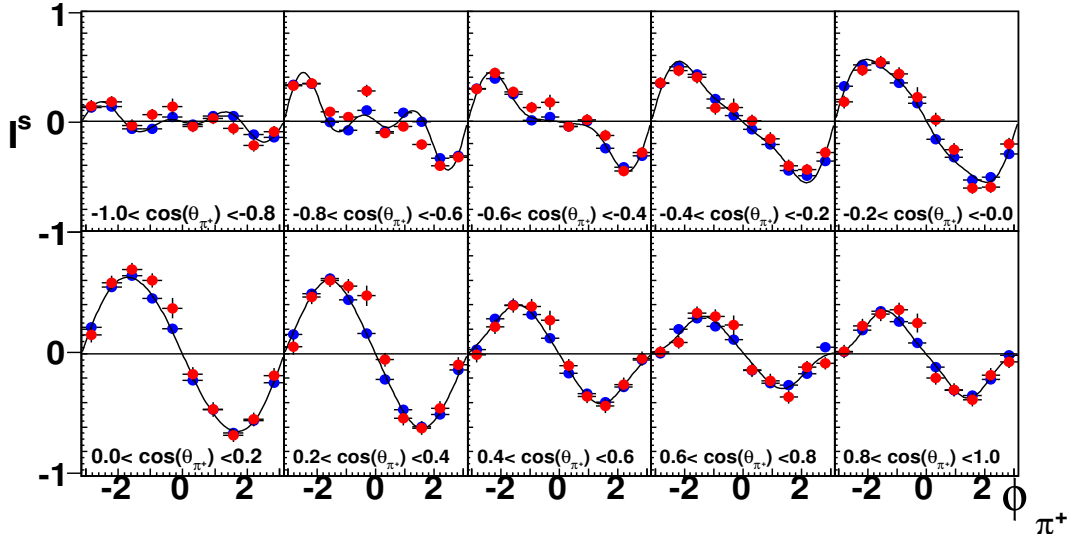 1
I^s
0
-1.0< cos(θ_π+) <-0.8 -0.8< cos(θ_π+) <-0.6 -0.6< cos(θ_π+) <-0.4 -0.4< cos(θ_π+) <-0.2 -0.2< cos(θ_π+) <-0.0
-1
0
0.0< cos(θ_π+) <0.2 0.2< cos(θ_π+) <0.4 0.4< cos(θ_π+) <0.6 0.6< cos(θ_π+) <0.8 0.8< cos(θ_π+) <1.0
-1
-2 0 2 -2 0 2 -2 0 2 -2 0 2 -2 0 2 ϕ
π+